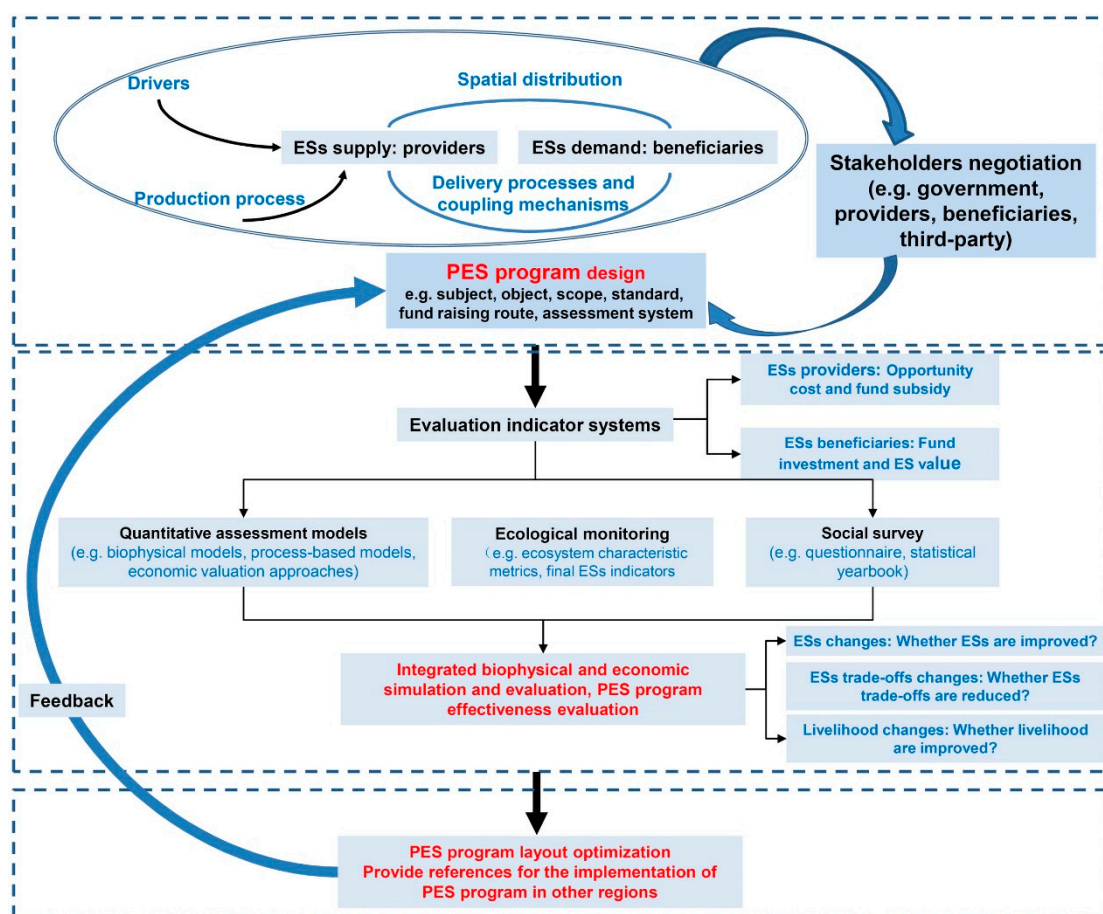 Drivers
Spatial distribution
ESs supply: providers
ESs demand: beneficiaries
Production process
Delivery processes and
coupling mechanisms
Stakeholders negotiation
(e.g. government,
providers, beneficiaries,
third-party)
PES program design
e.g. subject, object, scope, standard,
fund raising route, assessment system
ESs providers: Opportunity
cost and fund subsidy
Evaluation indicator systems
ESs beneficiaries: Fund
investment and ES value
Quantitative assessment models
(e.g. biophysical models, process-based models,
economic valuation approaches)
Ecological monitoring
(e.g. ecosystem characteristic
metrics, final ESs indicators
Social survey
(e.g. questionnaire, statistical
yearbook)
Integrated biophysical and economic
simulation and evaluation, PES program
effectiveness evaluation
ESs changes: Whether ESs are improved?
ESs trade-offs changes: Whether ESs
trade-offs are reduced?
Livelihood changes: Whether livelihood
are improved?
Feedback
PES program layout optimization
Provide references for the implementation of
PES program in other regions